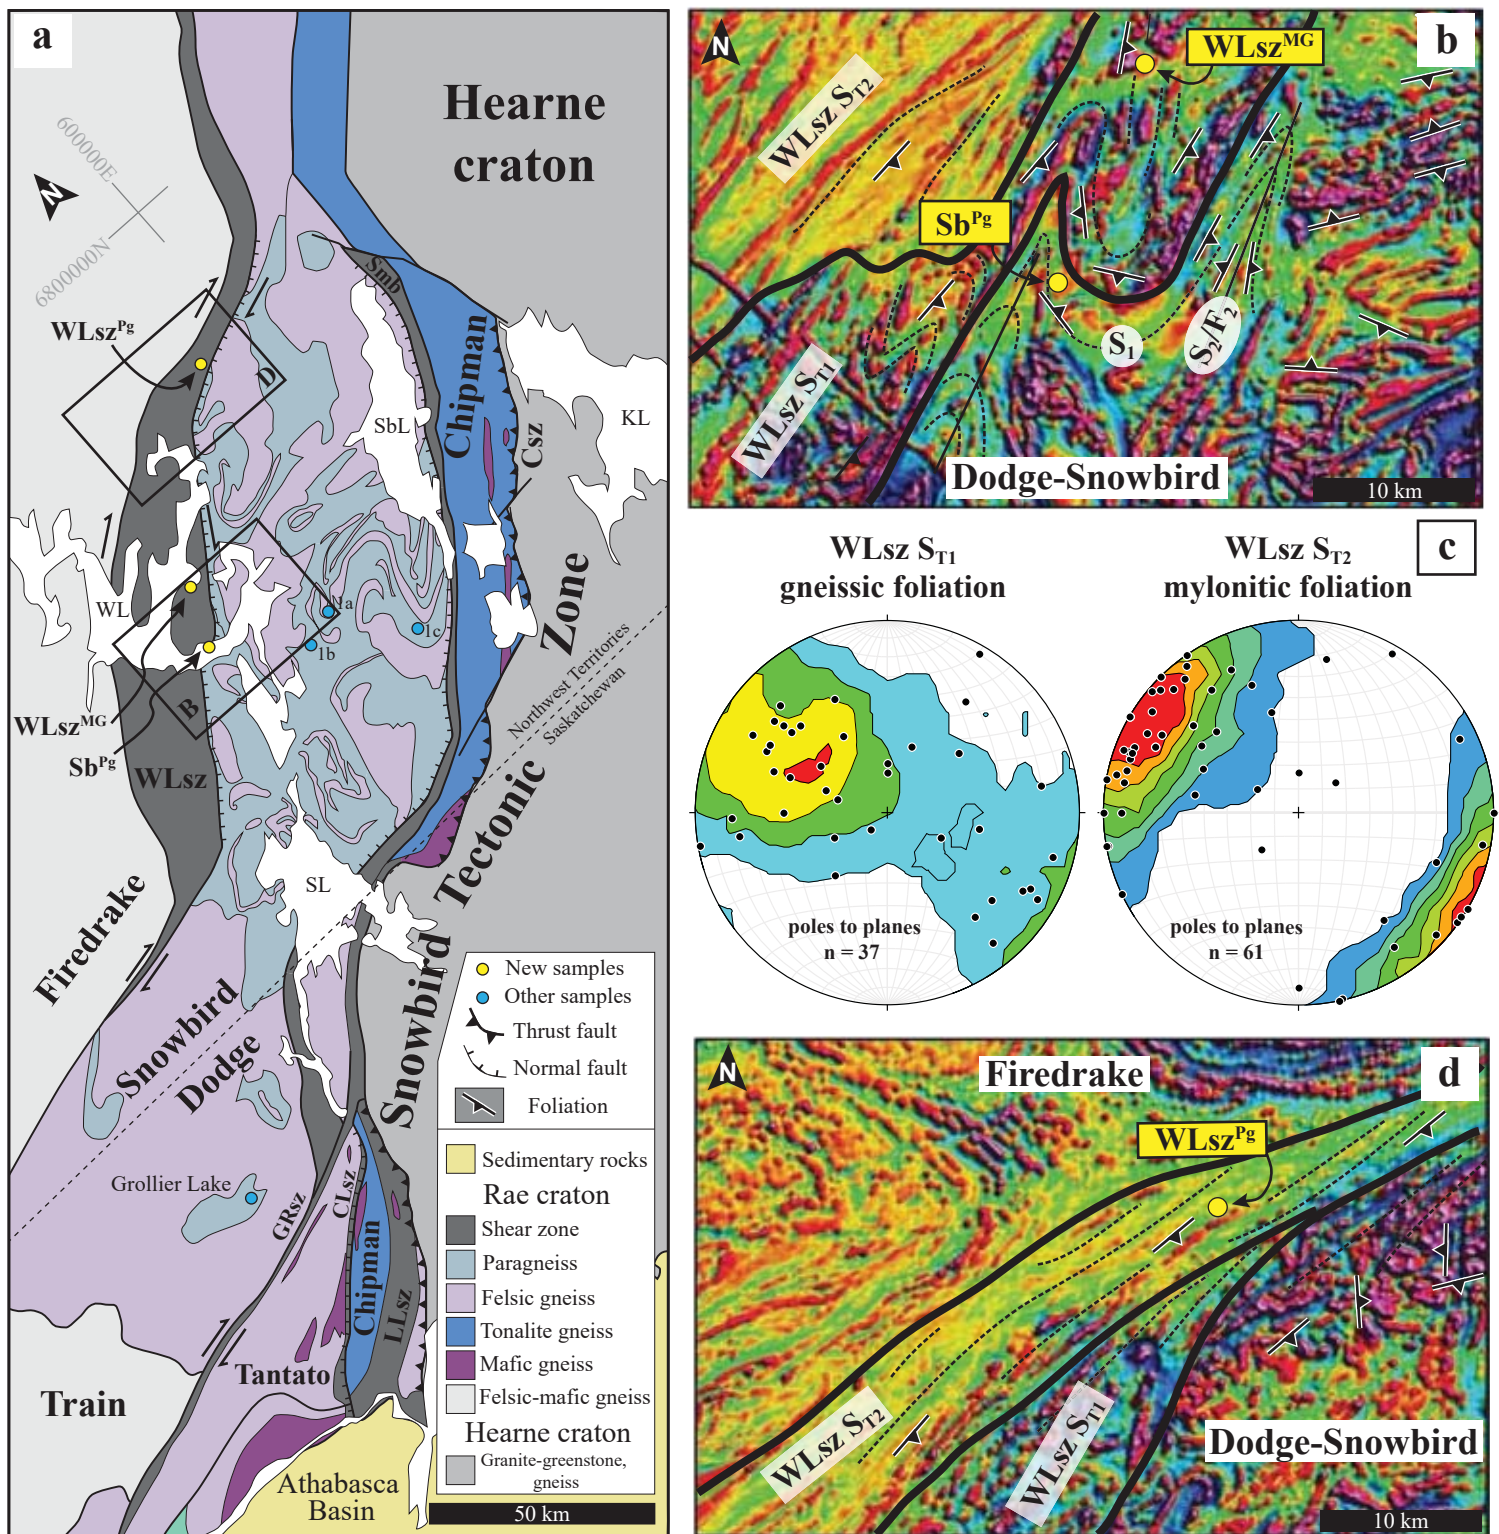 a
Hearne
craton
600000E
6800000N
N
WLsz^Pg
D
Smb
SbL
Chipman
Csz
KL
WL
1a
1b
1c
B
WLsz^MG
Sb^Pg
WLsz
Northwest Territories
Saskatchewan
Zone
Tectonic
Snowbird
SL
Firedrake
Snowbird
Dodge
Grollier Lake
GRsz
CLsz
Chipman
LLsz
Tantato
Train
Athabasca
Basin
New samples
Other samples
Thrust fault
Normal fault
Foliation
Sedimentary rocks
Rae craton
Shear zone
Paragneiss
Felsic gneiss
Tonalite gneiss
Mafic gneiss
Felsic-mafic gneiss
Hearne craton
Granite-greenstone,
gneiss
50 km
b
N
WLsz S_T2
WLsz^MG
Sb^Pg
S_1
S_2/F_2
WLsz S_T1
Dodge-Snowbird
10 km
c
WLsz S_T1
gneissic foliation
poles to planes
n = 37
WLsz S_T2
mylonitic foliation
poles to planes
n = 61
d
N
Firedrake
WLsz^Pg
WLsz S_T2
WLsz S_T1
Dodge-Snowbird
10 km